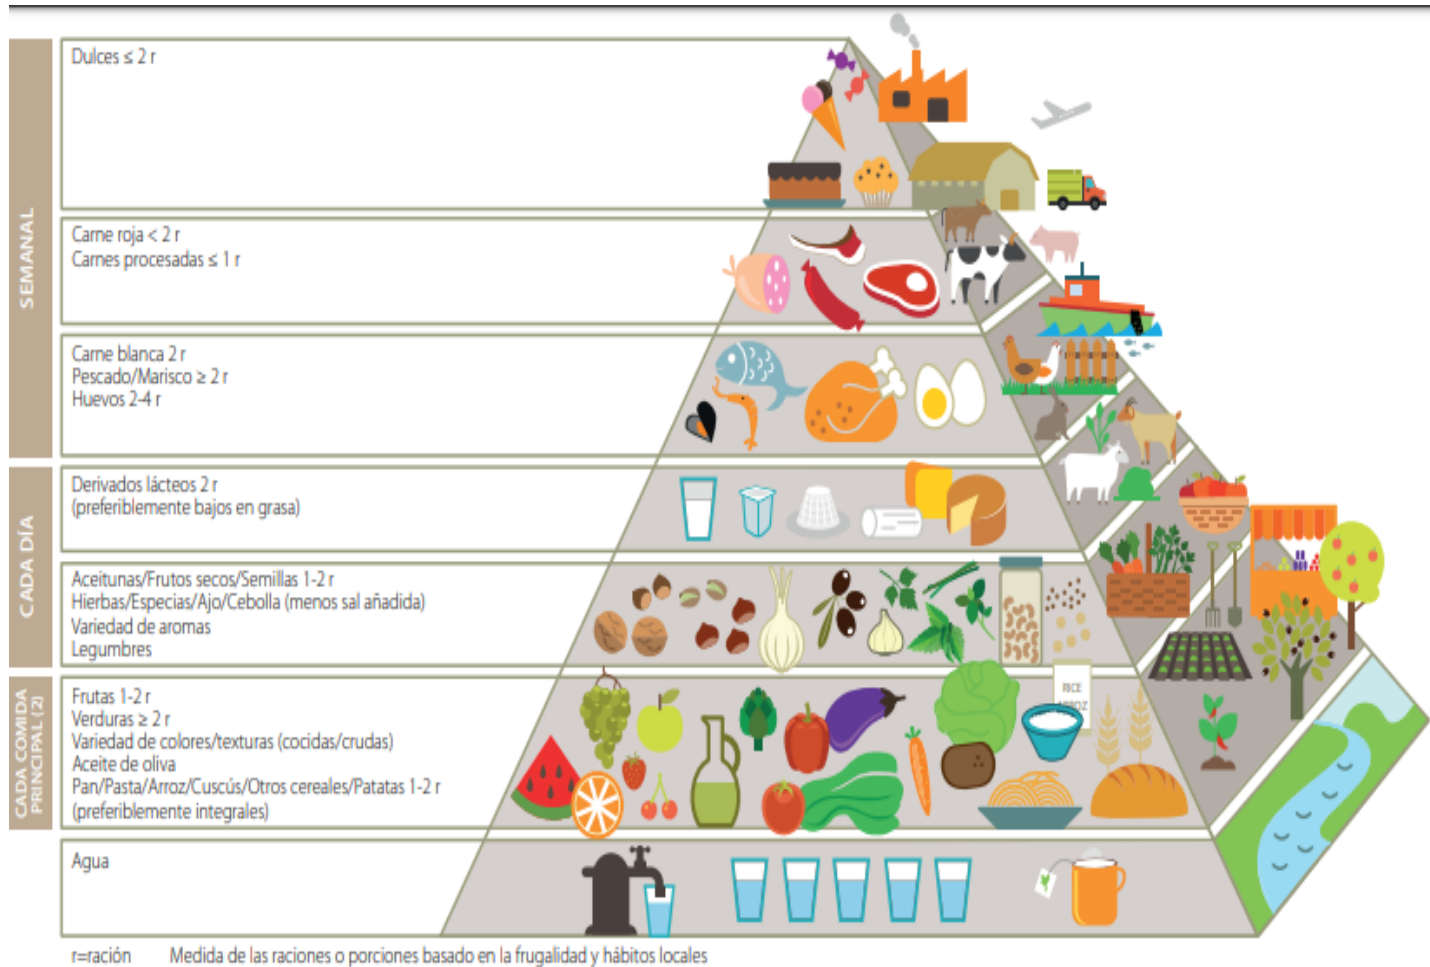 SEMANAL
Dulces ≤ 2 r
Carne roja < 2 r
Carnes procesadas ≤ 1 r
Carne blanca 2 r
Pescado/Marisco ≥ 2 r
Huevos 2-4 r
CADA DÍA
Derivados lácteos 2 r
(preferiblemente bajos en grasa)
Aceitunas/Frutos secos/Semillas 1-2 r
Hierbas/Especias/Ajo/Cebolla (menos sal añadida)
Variedad de aromas
Legumbres
CADA COMIDA
PRINCIPAL (2)
Frutas 1-2 r
Verduras ≥ 2 r
Variedad de colores/texturas (cocidas/crudas)
Aceite de oliva
Pan/Pasta/Arroz/Cuscús/Otros cereales/Patatas 1-2 r
(preferiblemente integrales)
RICE
Agua
r=ración Medida de las raciones o porciones basado en la frugalidad y hábitos locales